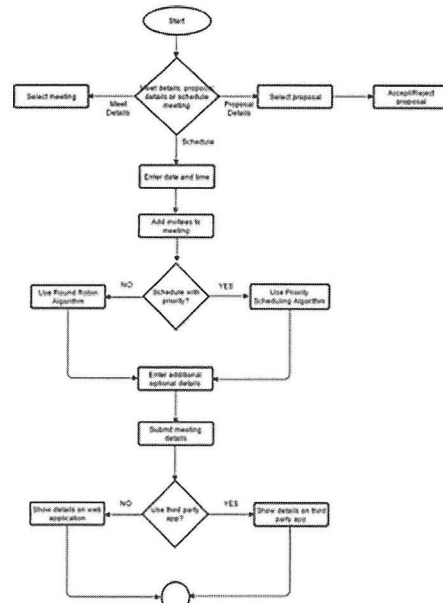 Start
Meet details, proposal
details or schedule
meeting
Select meeting
Meet
Details
Proposal
Details
Select proposal
Accept/Reject
proposal
Schedule
Enter date and time
Add invitees to
meeting
Schedule with
priority?
NO
YES
Use Round Robin
Algorithm
Use Priority
Scheduling Algorithm
Enter additional
optional details
Submit meeting
details
Use third party
app?
NO
YES
Show details on web
application
Show details on third
party app